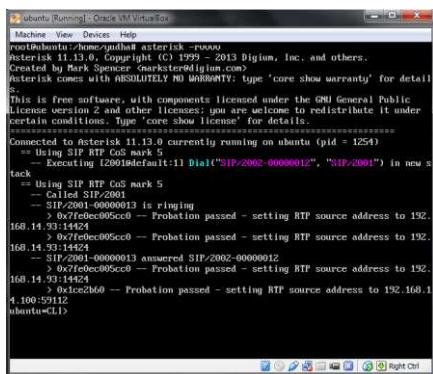 ubuntu [Running] - Oracle VM VirtualBox
Machine View Devices Help
root@ubuntu:/home/yudha# asterisk -rvvvv
Asterisk 11.13.0, Copyright (C) 1999 - 2013 Digium, Inc. and others.
Created by Mark Spencer <markster@digium.com>
Asterisk comes with ABSOLUTELY NO WARRANTY; type 'core show warranty' for detail
s.
This is free software, with components licensed under the GNU General Public
License version 2 and other licenses; you are welcome to redistribute it under
certain conditions. Type 'core show license' for details.
=========================================================================
Connected to Asterisk 11.13.0 currently running on ubuntu (pid = 1254)
== Using SIP RTP CoS mark 5
-- Executing [2001@default:1] Dial("SIP/2002-00000012", "SIP/2001") in new s
tack
== Using SIP RTP CoS mark 5
-- Called SIP/2001
-- SIP/2001-00000013 is ringing
> 0x7fe0ec005cc0 -- Probation passed - setting RTP source address to 192.
168.14.93:14424
> 0x7fe0ec005cc0 -- Probation passed - setting RTP source address to 192.
168.14.93:14424
-- SIP/2001-00000013 answered SIP/2002-00000012
> 0x7fe0ec005cc0 -- Probation passed - setting RTP source address to 192.
168.14.93:14424
> 0x1ce2b60 -- Probation passed - setting RTP source address to 192.168.1
4.100:59112
ubuntu*CLI>
Right Ctrl